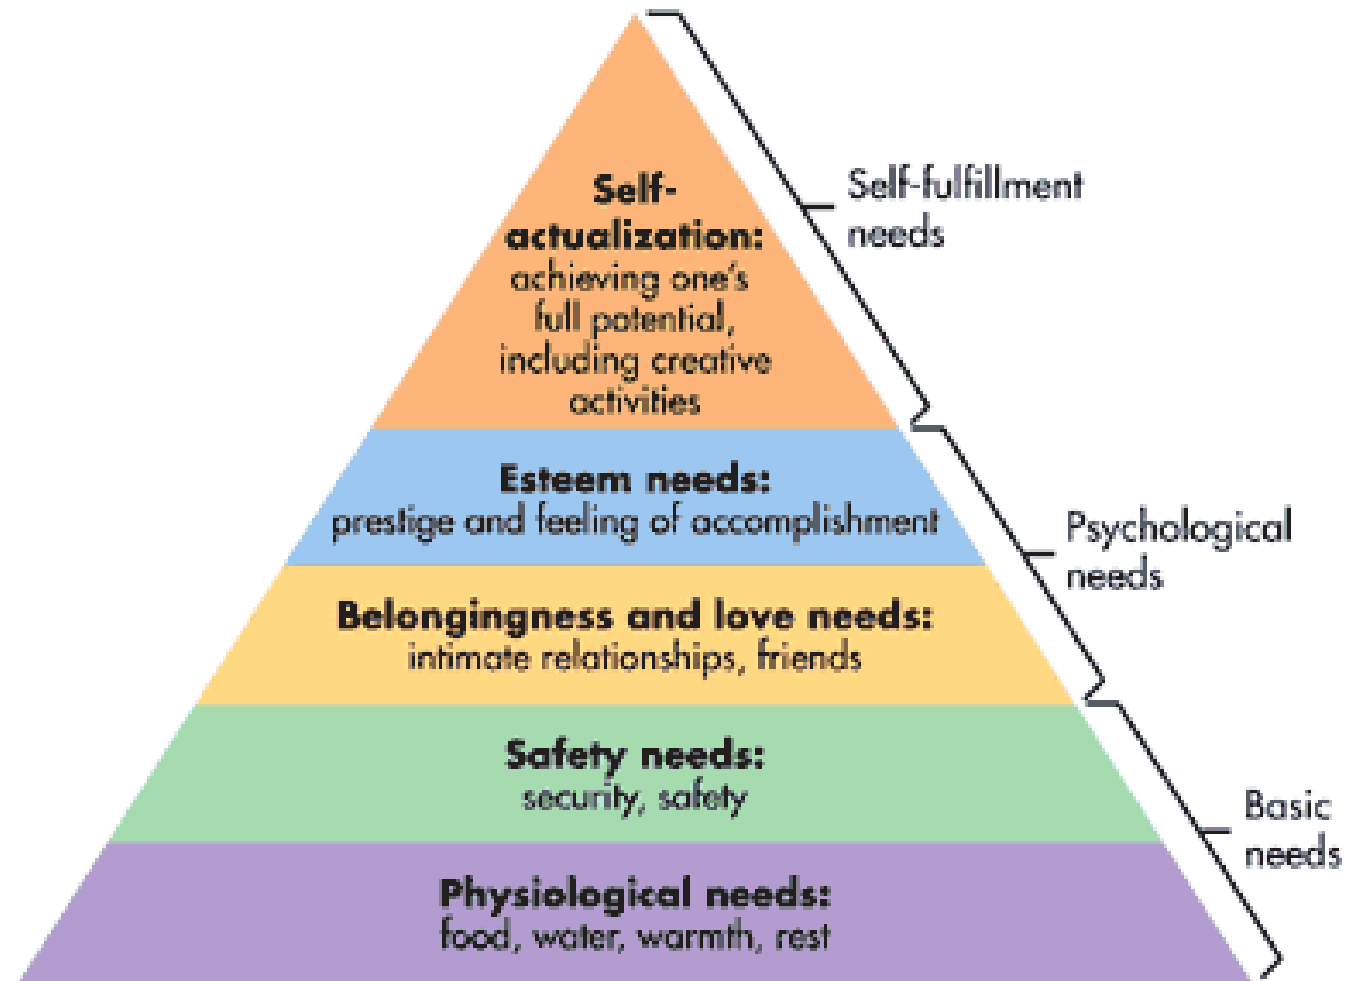 Self-
actualization:
achieving one's
full potential,
including creative
activities
Self-fulfillment
needs
Esteem needs:
prestige and feeling of accomplishment
Psychological
needs
Belongingness and love needs:
intimate relationships, friends
Safety needs:
security, safety
Basic
needs
Physiological needs:
food, water, warmth, rest